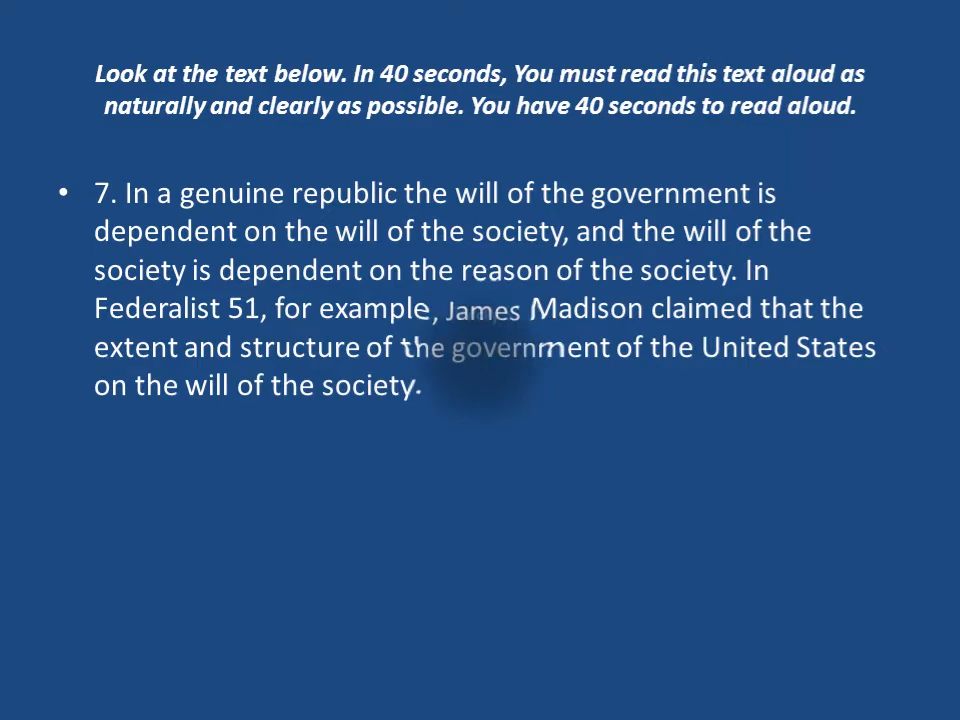 Look at the text below. In 40 seconds, You must read this text aloud as
naturally and clearly as possible. You have 40 seconds to read aloud.
• 7. In a genuine republic the will of the government is
dependent on the will of the society, and the will of the
society is dependent on the reason of the society. In
Federalist 51, for example, James Madison claimed that the
extent and structure of the government of the United States
on the will of the society.